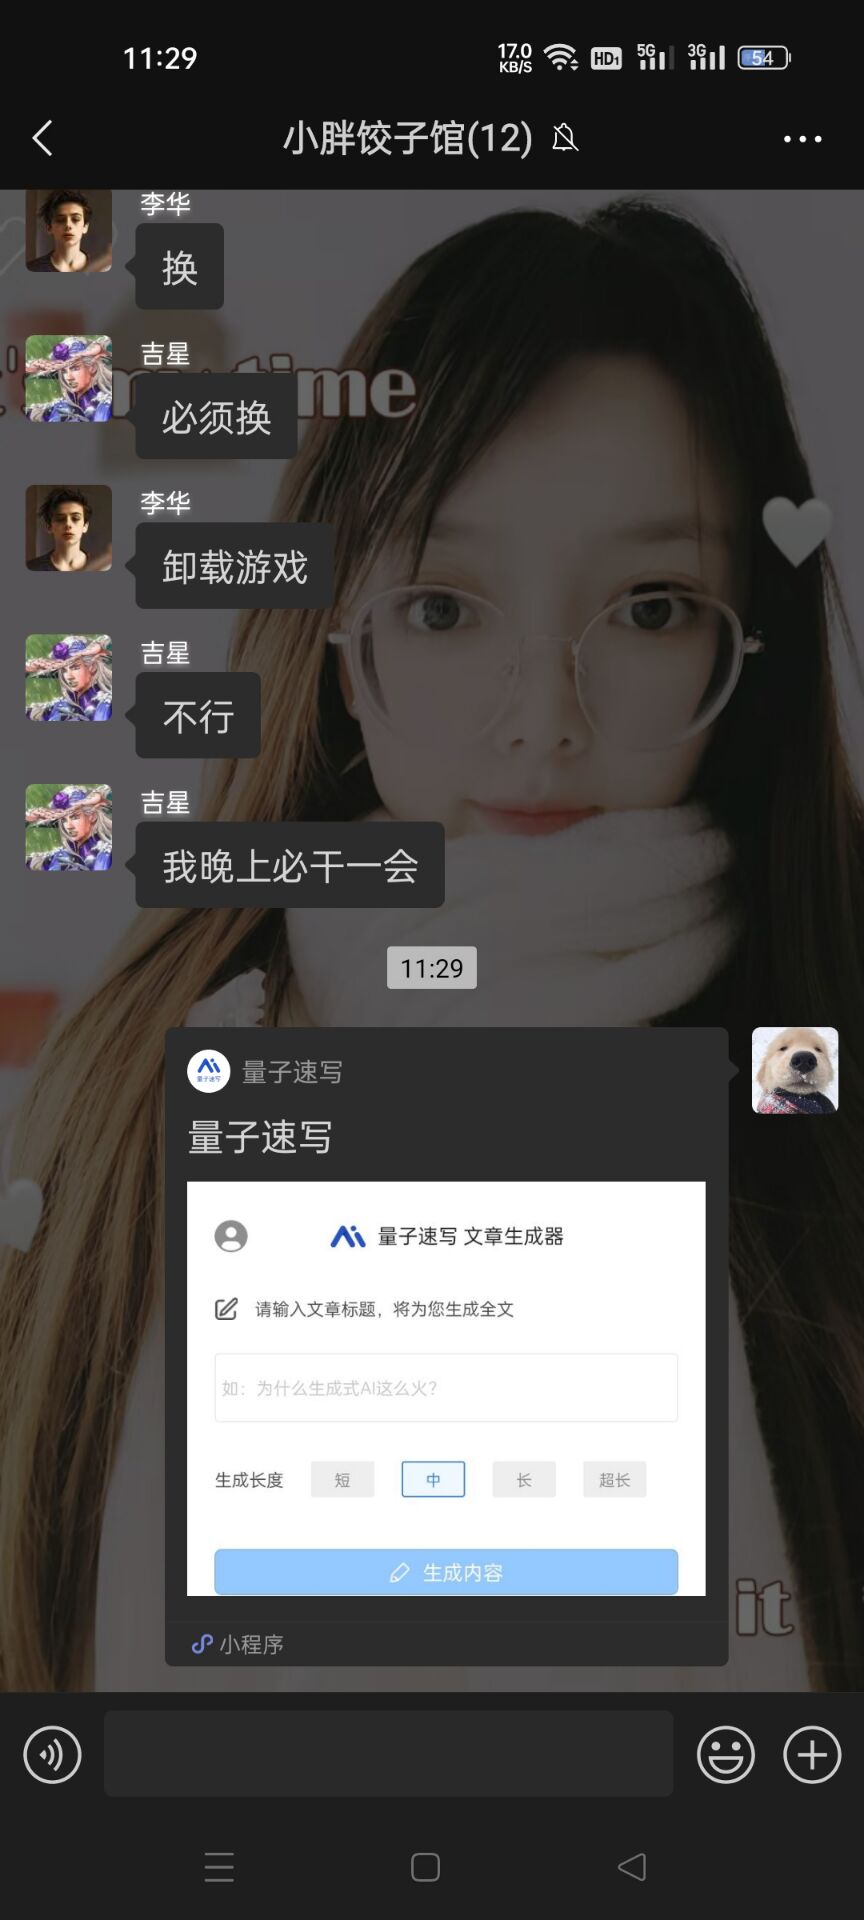 11:29
17.0
KB/S
HD1
5G
3G
54
小胖饺子馆(12)
李华
换
吉星
必须换
time
李华
卸载游戏
吉星
不行
吉星
我晚上必干一会
11:29
量子速写
量子速写
量子速写 文章生成器
请输入文章标题，将为您生成全文
如：为什么生成式AI这么火？
生成长度
短
中
长
超长
生成内容
it
小程序